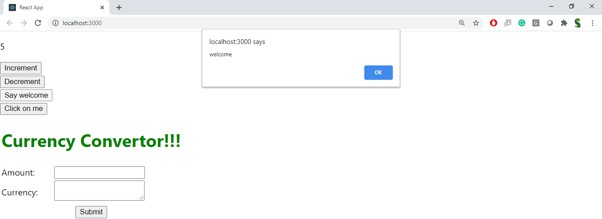 React App
localhost:3000
localhost:3000 says
welcome
OK
5
Increment
Decrement
Say welcome
Click on me
Currency Convertor!!!
Amount:
Currency:
Submit